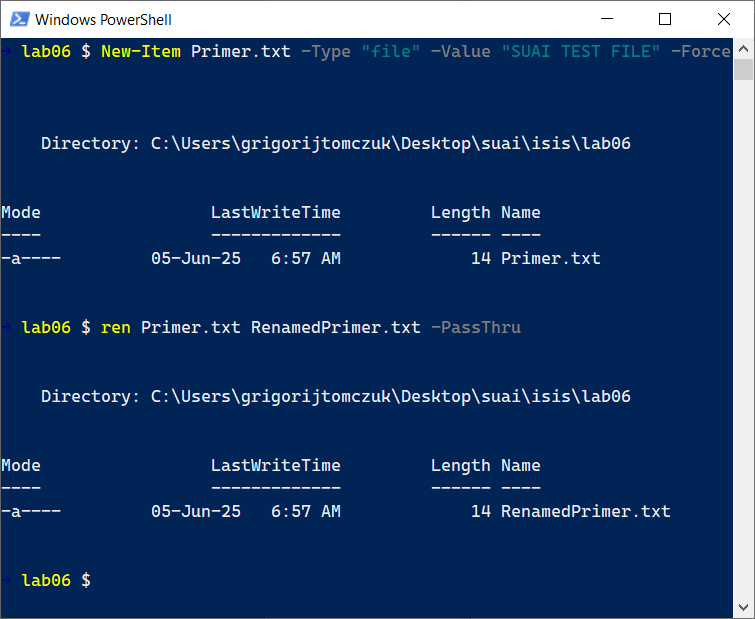 Windows PowerShell
→ lab06 $ New-Item Primer.txt -Type "file" -Value "SUAI TEST FILE" -Force
Directory: C:\Users\grigorijtomczuk\Desktop\suai\isis\lab06
Mode LastWriteTime Length Name
---- ------------- ------ ----
-a---- 05-Jun-25 6:57 AM 14 Primer.txt
→ lab06 $ ren Primer.txt RenamedPrimer.txt -PassThru
Directory: C:\Users\grigorijtomczuk\Desktop\suai\isis\lab06
Mode LastWriteTime Length Name
---- ------------- ------ ----
-a---- 05-Jun-25 6:57 AM 14 RenamedPrimer.txt
→ lab06 $